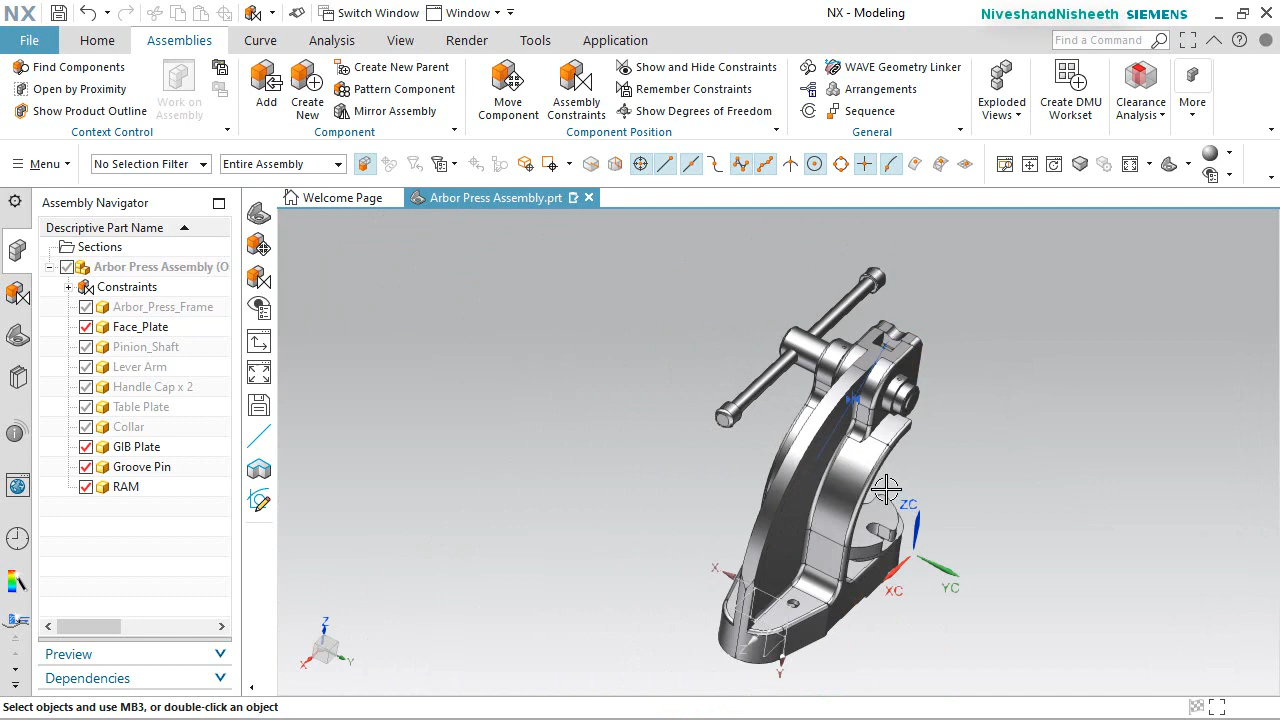 NX
Switch Window
Window
NX - Modeling
NiveshandNisheeth SIEMENS
File
Home
Assemblies
Curve
Analysis
View
Render
Tools
Application
Find a Command
Find Components
Open by Proximity
Show Product Outline
Work on Assembly
Context Control
Add
Create New
Create New Parent
Pattern Component
Mirror Assembly
Component
Move Component
Assembly Constraints
Show and Hide Constraints
Remember Constraints
Show Degrees of Freedom
Component Position
WAVE Geometry Linker
Arrangements
Sequence
General
Exploded Views
Create DMU Workset
Clearance Analysis
More
Menu
No Selection Filter
Entire Assembly
Assembly Navigator
Welcome Page
Arbor Press Assembly.prt
Descriptive Part Name
Sections
Arbor Press Assembly (O
Constraints
Arbor_Press_Frame
Face_Plate
Pinion_Shaft
Lever Arm
Handle Cap x 2
Table Plate
Collar
GIB Plate
Groove Pin
RAM
ZC
XC
YC
X
Z
Y
Z
X
Y
Preview
Dependencies
Select objects and use MB3, or double-click an object